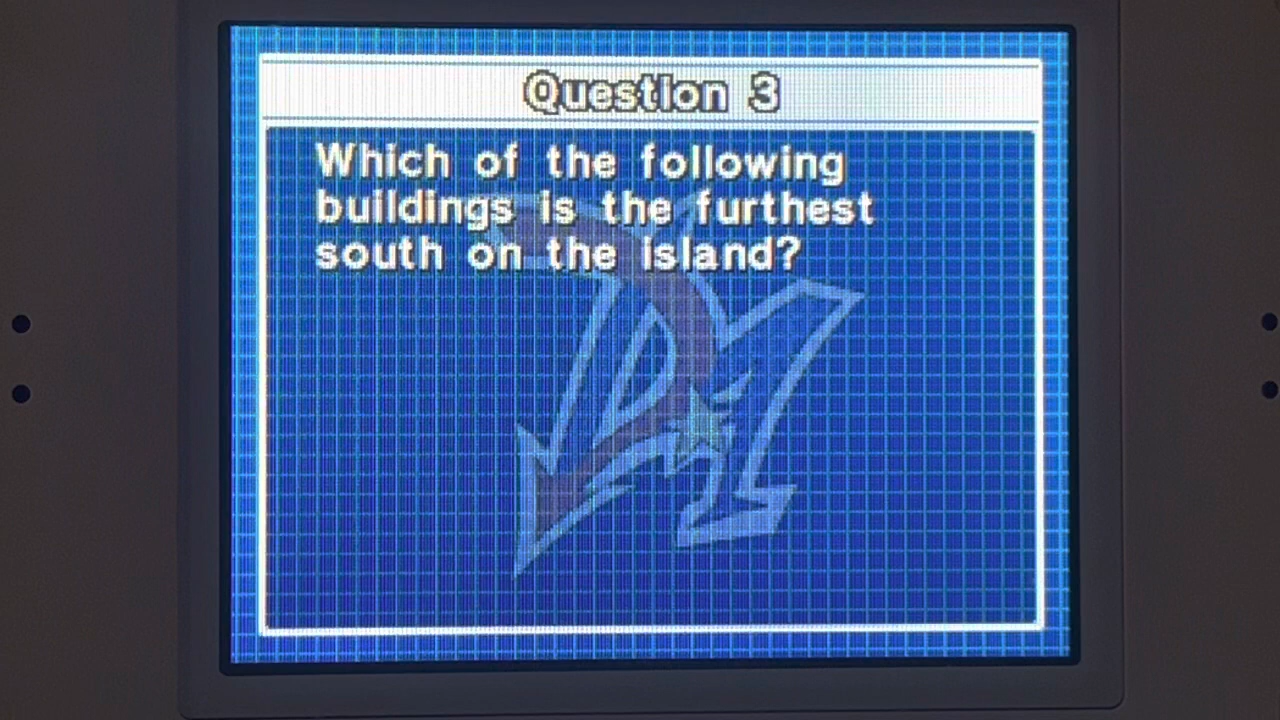 Question 3
Which of the following
buildings is the furthest
south on the island?